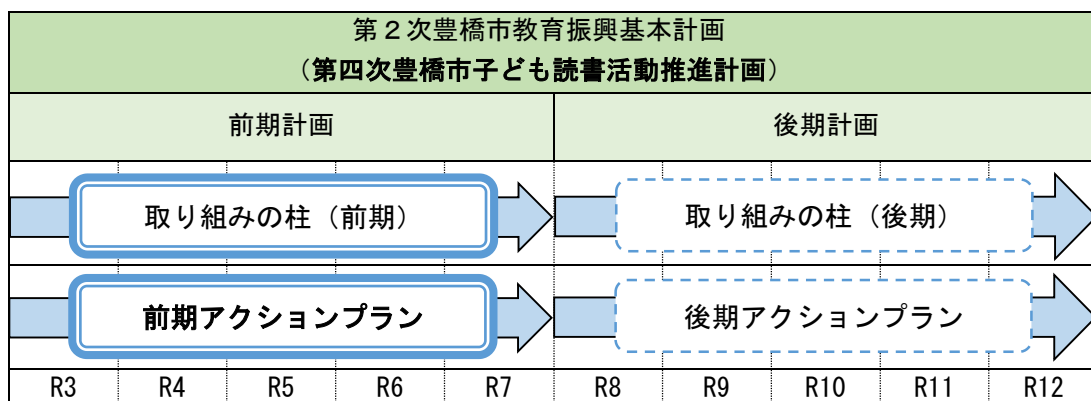 第２次豊橋市教育振興基本計画
（第四次豊橋市子ども読書活動推進計画）
前期計画
後期計画
取り組みの柱（前期）
取り組みの柱（後期）
前期アクションプラン
後期アクションプラン
R3 R4 R5 R6 R7 R8 R9 R10 R11 R12